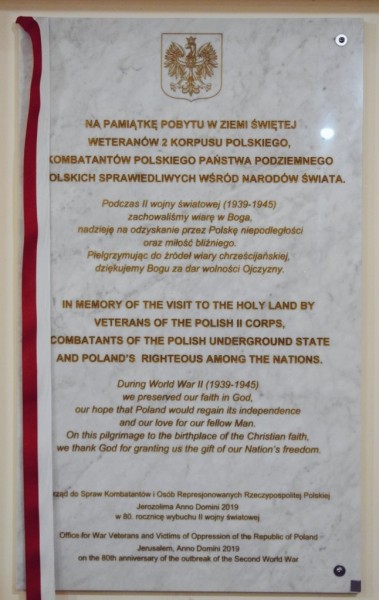 NA PAMIĄTKĘ POBYTU W ZIEMI ŚWIĘTEJ
WETERANÓW 2 KORPUSU POLSKIEGO,
KOMBATANTÓW POLSKIEGO PAŃSTWA PODZIEMNEGO
OLSKICH SPRAWIEDLIWYCH WŚRÓD NARODÓW ŚWIATA.
Podczas II wojny światowej (1939-1945)
zachowaliśmy wiarę w Boga,
nadzieję na odzyskanie przez Polskę niepodległości
oraz miłość bliźniego.
Pielgrzymując do źródeł wiary chrześcijańskiej,
dziękujemy Bogu za dar wolności Ojczyzny.
IN MEMORY OF THE VISIT TO THE HOLY LAND BY
VETERANS OF THE POLISH II CORPS,
COMBATANTS OF THE POLISH UNDERGROUND STATE
AND POLAND'S RIGHTEOUS AMONG THE NATIONS.
During World War II (1939-1945)
we preserved our faith in God,
our hope that Poland would regain its independence
and our love for our fellow Man.
On this pilgrimage to the birthplace of the Christian faith,
we thank God for granting us the gift of our Nation's freedom.
rząd do Spraw Kombatantów i Osób Represjonowanych Rzeczypospolitej Polskiej
Jerozolima Anno Domini 2019
w 80. rocznicę wybuchu II wojny światowej
Office for War Veterans and Victims of Oppression of the Republic of Poland
Jerusalem, Anno Domini 2019
on the 80th anniversary of the outbreak of the Second World War